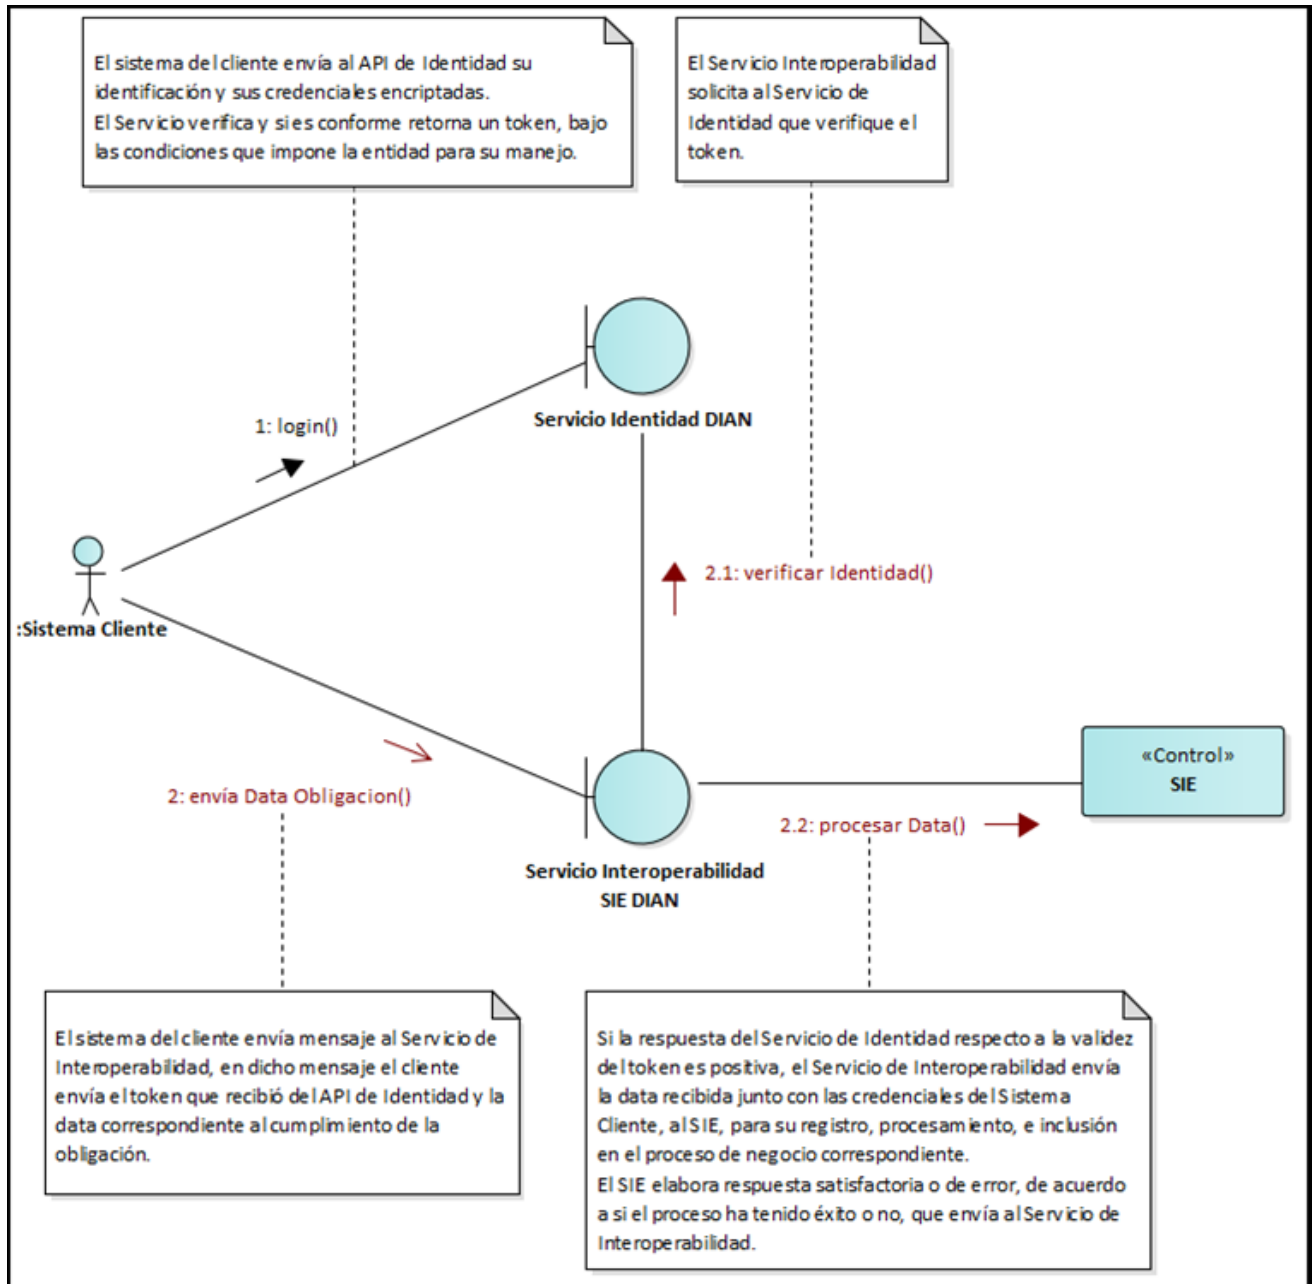 El sistema del cliente envía al API de Identidad su
identificación y sus credenciales encriptadas.
El Servicio verifica y si es conforme retorna un token, bajo
las condiciones que impone la entidad para su manejo.
El Servicio Interoperabilidad
solicita al Servicio de
Identidad que verifique el
token.
Servicio Identidad DIAN
1: login()
2.1: verificar Identidad()
:Sistema Cliente
«Control»
SIE
2: envía Data Obligacion()
2.2: procesar Data()
Servicio Interoperabilidad
SIE DIAN
El sistema del cliente envía mensaje al Servicio de
Interoperabilidad, en dicho mensaje el cliente
envía el token que recibió del API de Identidad y la
data correspondiente al cumplimiento de la
obligación.
Si la respuesta del Servicio de Identidad respecto a la validez
del token es positiva, el Servicio de Interoperabilidad envía
la data recibida junto con las credenciales del Sistema
Cliente, al SIE, para su registro, procesamiento, e inclusión
en el proceso de negocio correspondiente.
El SIE elabora respuesta satisfactoria o de error, de acuerdo
a si el proceso ha tenido éxito o no, que envía al Servicio de
Interoperabilidad.